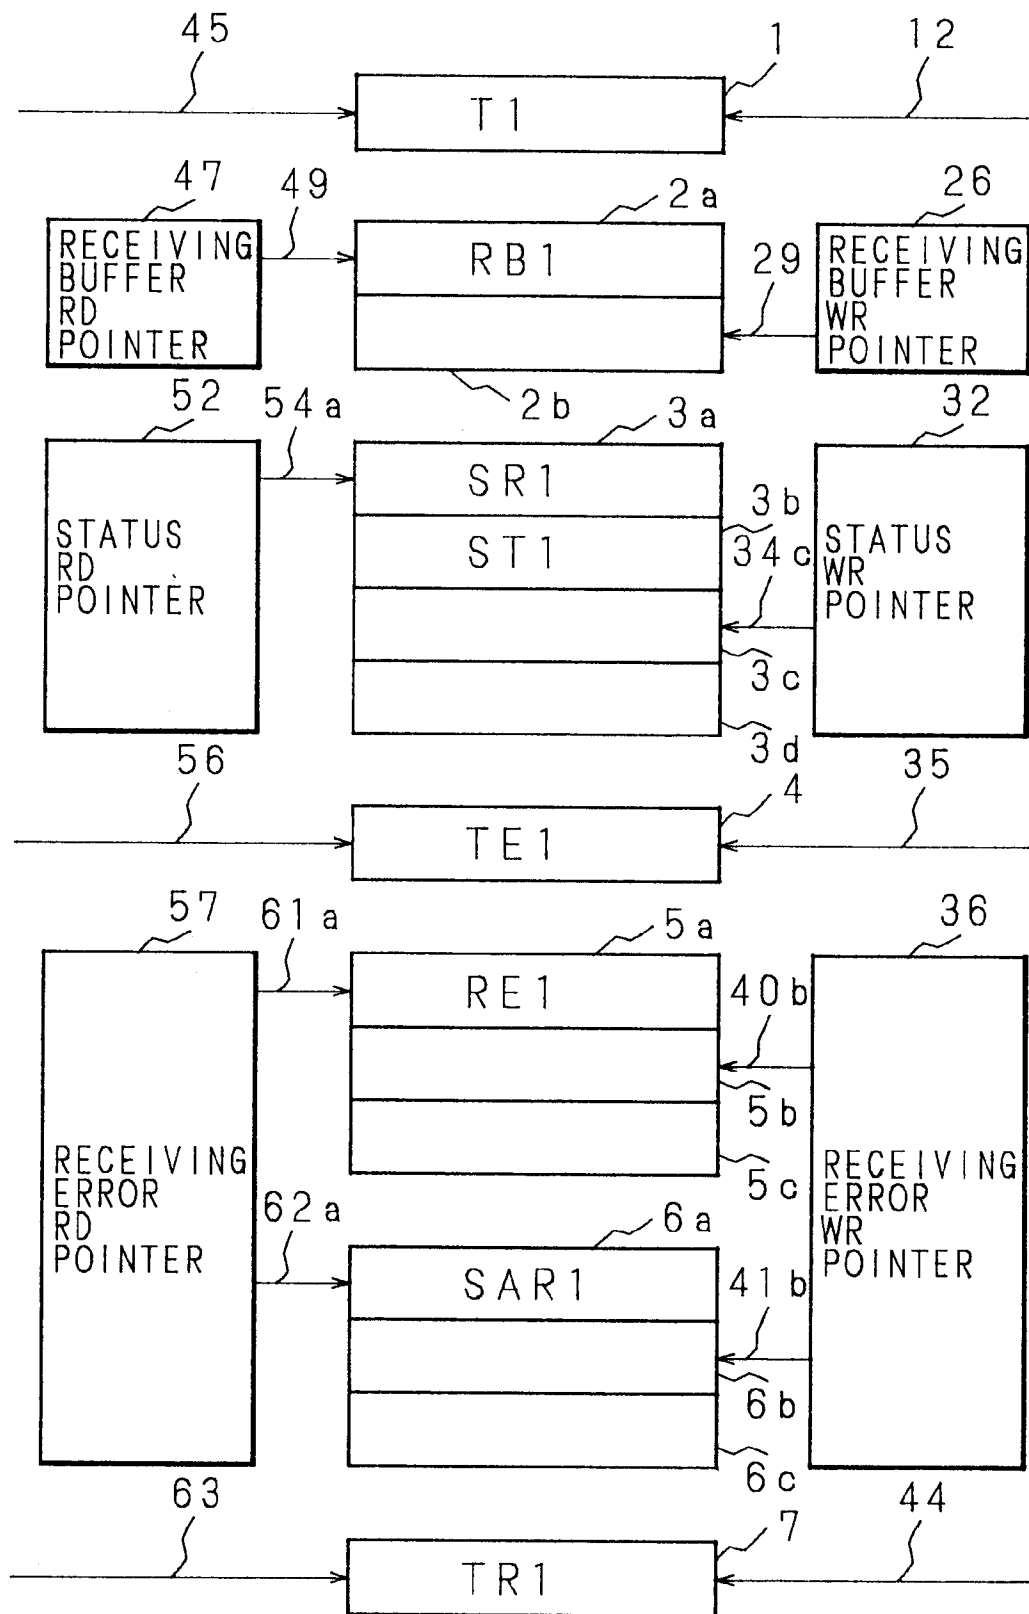 45
1
12
T1
47
49
2a
26
RECEIVING
BUFFER
RD
POINTER
RB1
29
RECEIVING
BUFFER
WR
POINTER
52
54a
2b
3a
32
SR1
3b
STATUS
RD
POINTER
ST1
34c
STATUS
WR
POINTER
3c
3d
56
4
35
TE1
57
61a
5a
36
RE1
40b
5b
RECEIVING
ERROR
RD
POINTER
5c
RECEIVING
ERROR
WR
POINTER
62a
6a
SAR1
41b
6b
6c
63
7
44
TR1